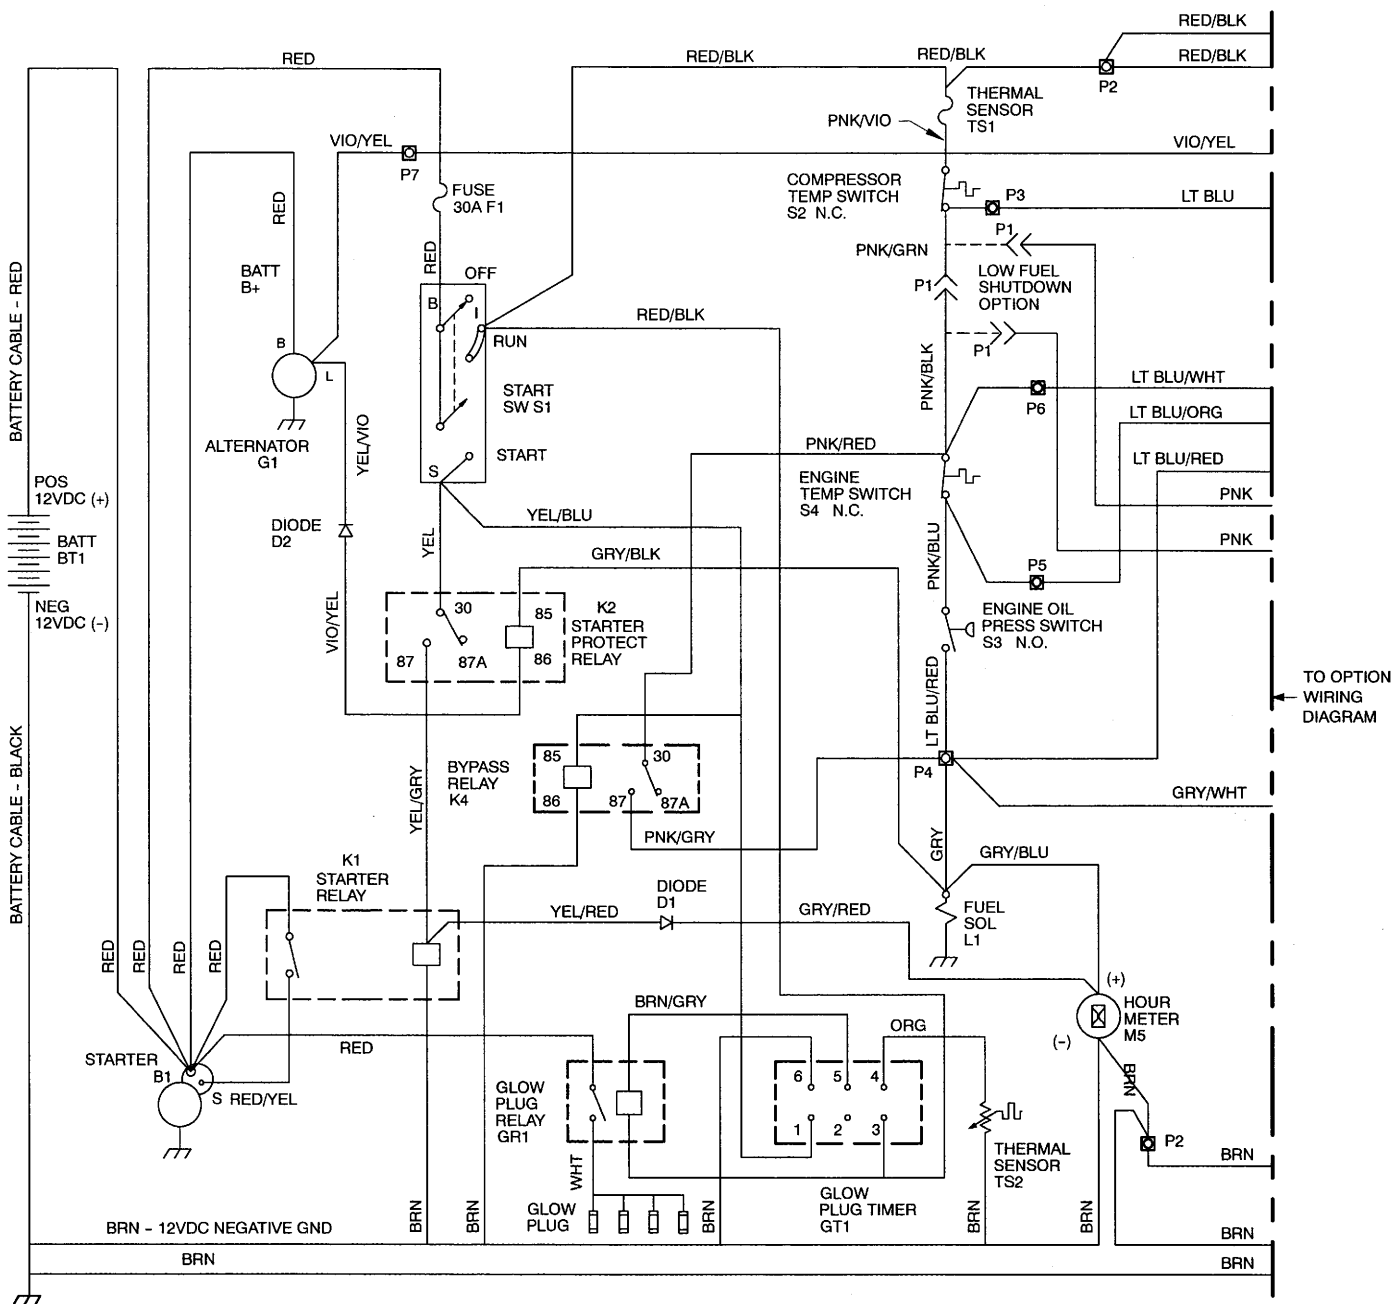 RED/BLK
RED
RED/BLK
RED/BLK
RED/BLK
P2
THERMAL
SENSOR
TS1
PNK/VIO
VIO/YEL
P7
VIO/YEL
FUSE
30A F1
COMPRESSOR
TEMP SWITCH
S2 N.C.
P3
LT BLU
RED
P1
PNK/GRN
RED
LOW FUEL
SHUTDOWN
OPTION
BATT
B+
OFF
P1
B
BATTERY CABLE - RED
RED/BLK
RUN
P1
B
L
START
SW S1
PNK/BLK
LT BLU/WHT
P6
LT BLU/ORG
ALTERNATOR
G1
YEL/VIO
PNK/RED
START
S
LT BLU/RED
ENGINE
TEMP SWITCH
S4 N.C.
PNK
POS
12VDC (+)
YEL/BLU
DIODE
D2
YEL
BATT
BT1
PNK
GRY/BLK
PNK/BLU
P5
NEG
12VDC (-)
VIO/YEL
30
85
K2
STARTER
PROTECT
RELAY
87
87A
86
ENGINE OIL
PRESS SWITCH
S3 N.O.
TO OPTION
WIRING
DIAGRAM
LT BLU/RED
BATTERY CABLE - BLACK
BYPASS
RELAY
K4
85
30
86
87
87A
P4
GRY/WHT
YEL/GRY
PNK/GRY
GRY
GRY/BLU
K1
STARTER
RELAY
DIODE
D1
YEL/RED
GRY/RED
FUEL
SOL
L1
RED
RED
RED
RED
(+)
HOUR
METER
M5
(-)
BRN/GRY
ORG
RED
STARTER
B1
S RED/YEL
GLOW
PLUG
RELAY
GR1
6
5
4
1
2
3
BRN
P2
THERMAL
SENSOR
TS2
BRN
WHT
GLOW
PLUG
GLOW
PLUG TIMER
GT1
BRN
BRN
BRN
BRN
BRN
BRN - 12VDC NEGATIVE GND
BRN
BRN
BRN